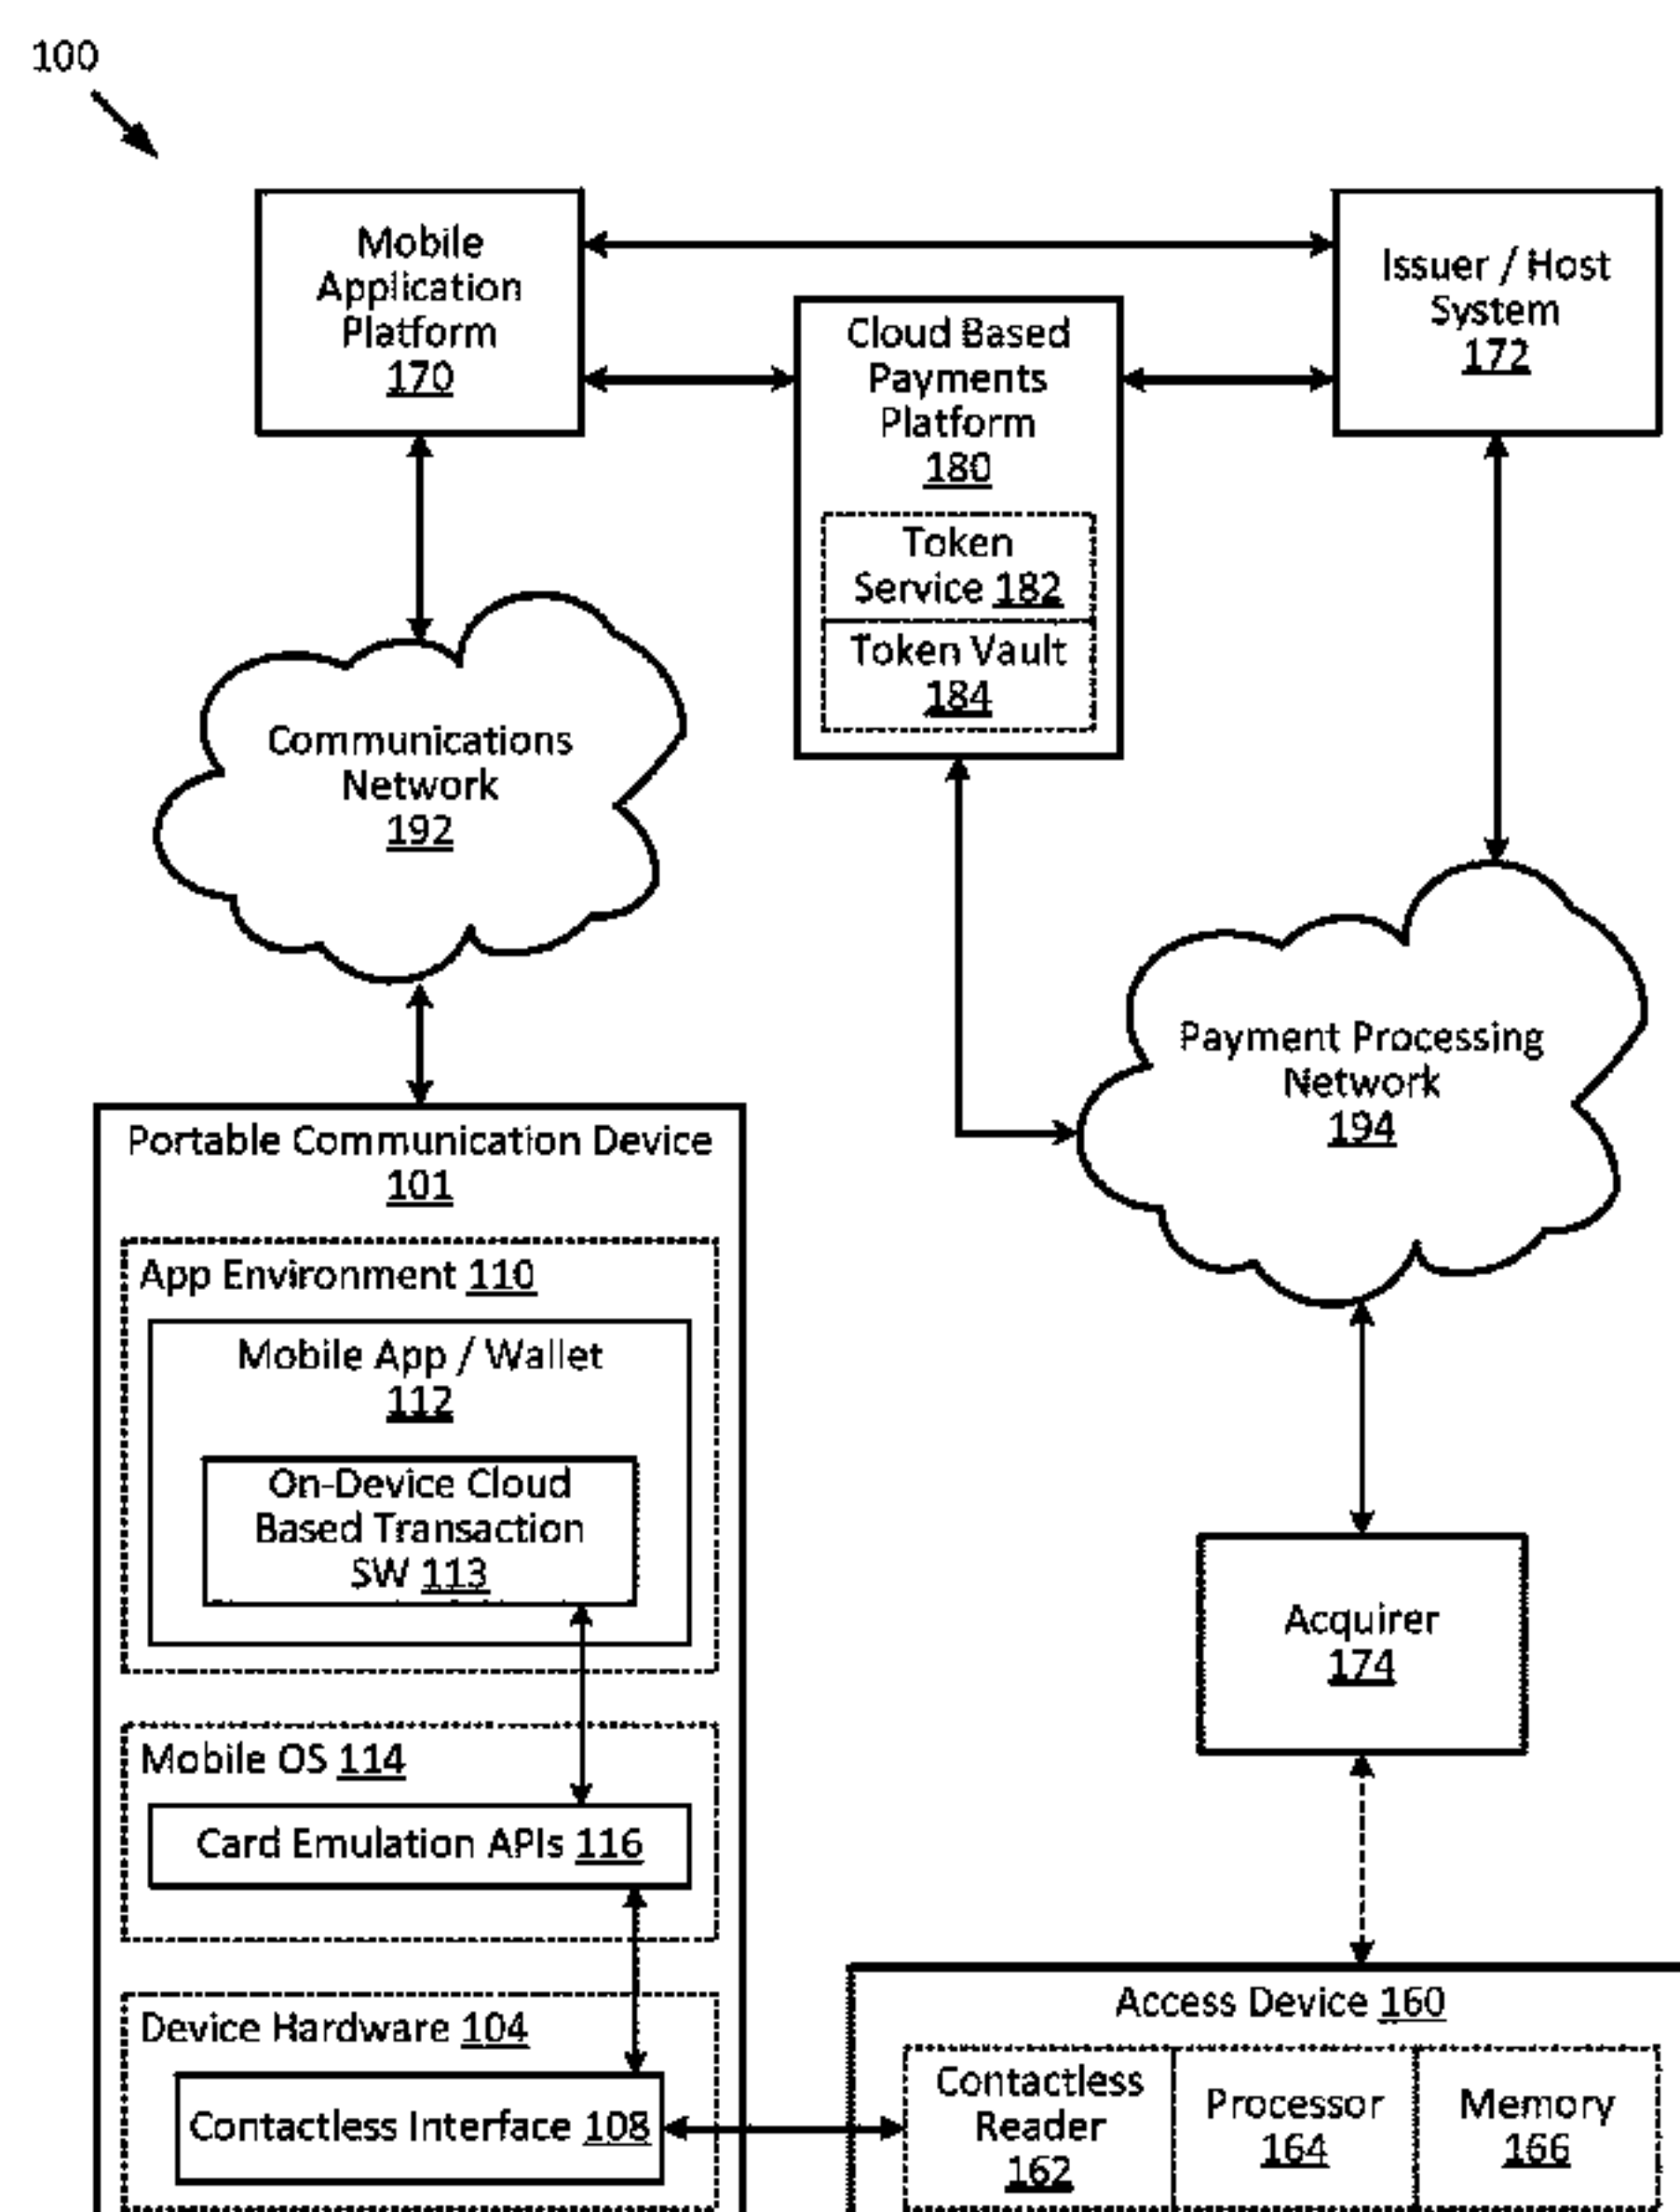 100
Mobile
Application
Platform
170
Issuer / Host
System
172
Cloud Based
Payments
Platform
180
Token
Service 182
Token Vault
184
Communications
Network
192
Payment Processing
Network
194
Portable Communication Device
101
App Environment 110
Mobile App / Wallet
112
On-Device Cloud
Based Transaction
SW 113
Acquirer
174
Mobile OS 114
Card Emulation APIs 116
Device Hardware 104
Contactless Interface 108
Access Device 160
Contactless
Reader
162
Processor
164
Memory
166